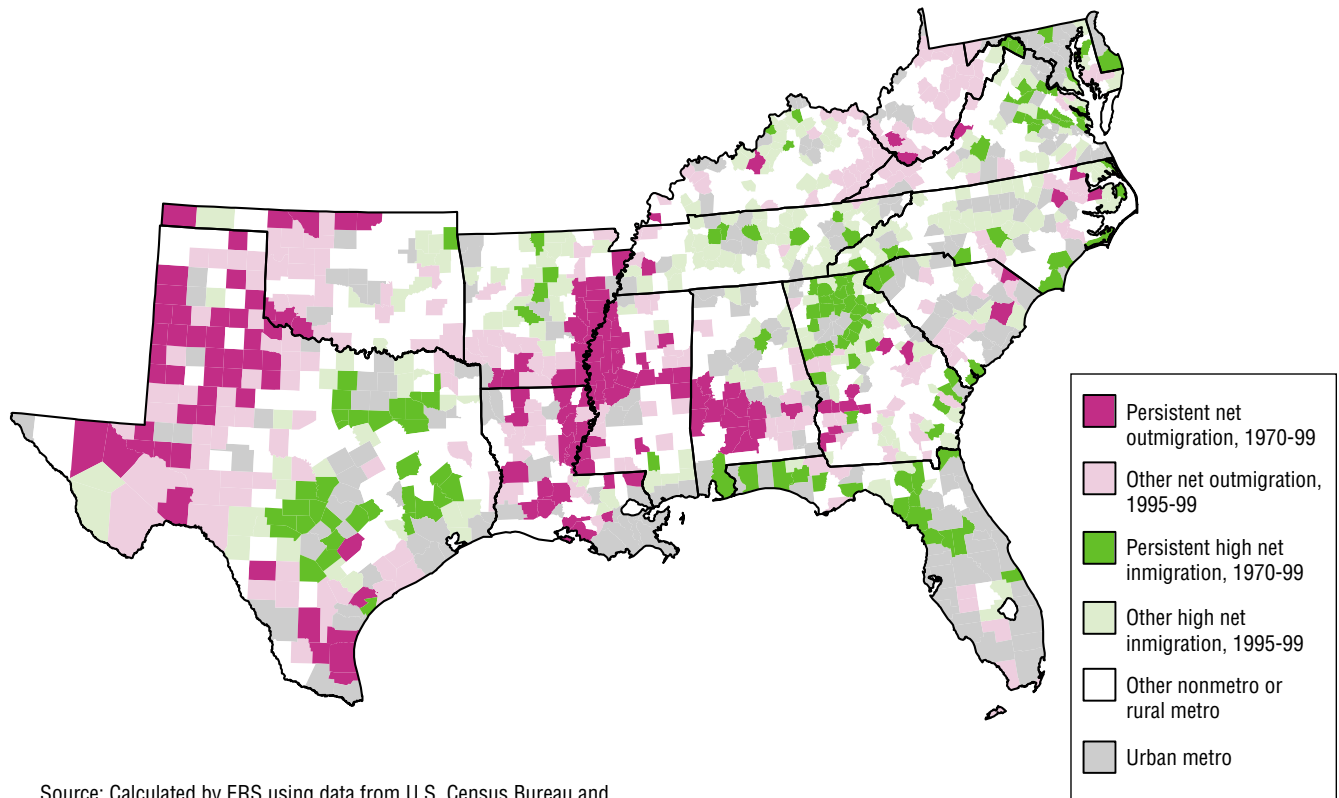 Persistent net
outmigration, 1970-99
Other net outmigration,
1995-99
Persistent high net
inmigration, 1970-99
Other high net
inmigration, 1995-99
Other nonmetro or
rural metro
Urban metro
Source: Calculated by ERS using data from U.S. Census Bureau and